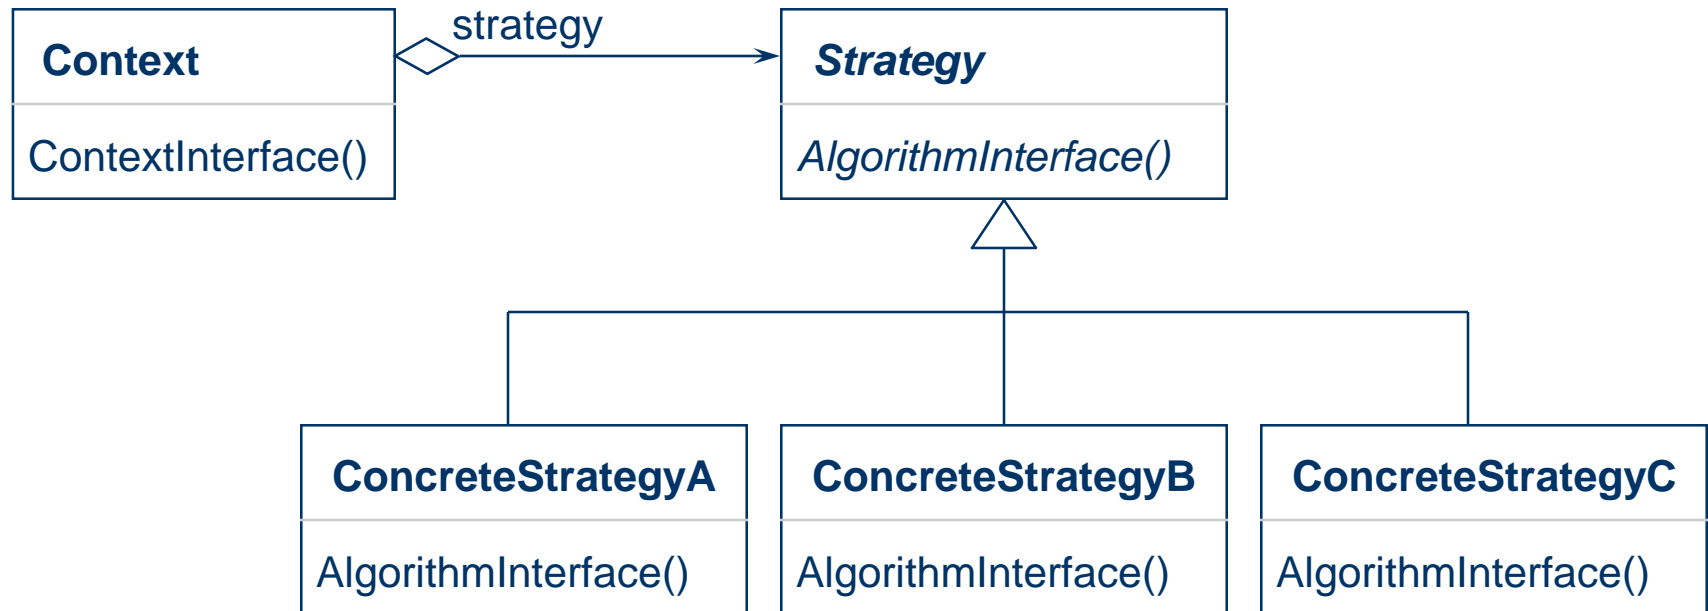 strategy
Context
Strategy
ContextInterface()
AlgorithmInterface()
ConcreteStrategyA
ConcreteStrategyB
ConcreteStrategyC
AlgorithmInterface()
AlgorithmInterface()
AlgorithmInterface()